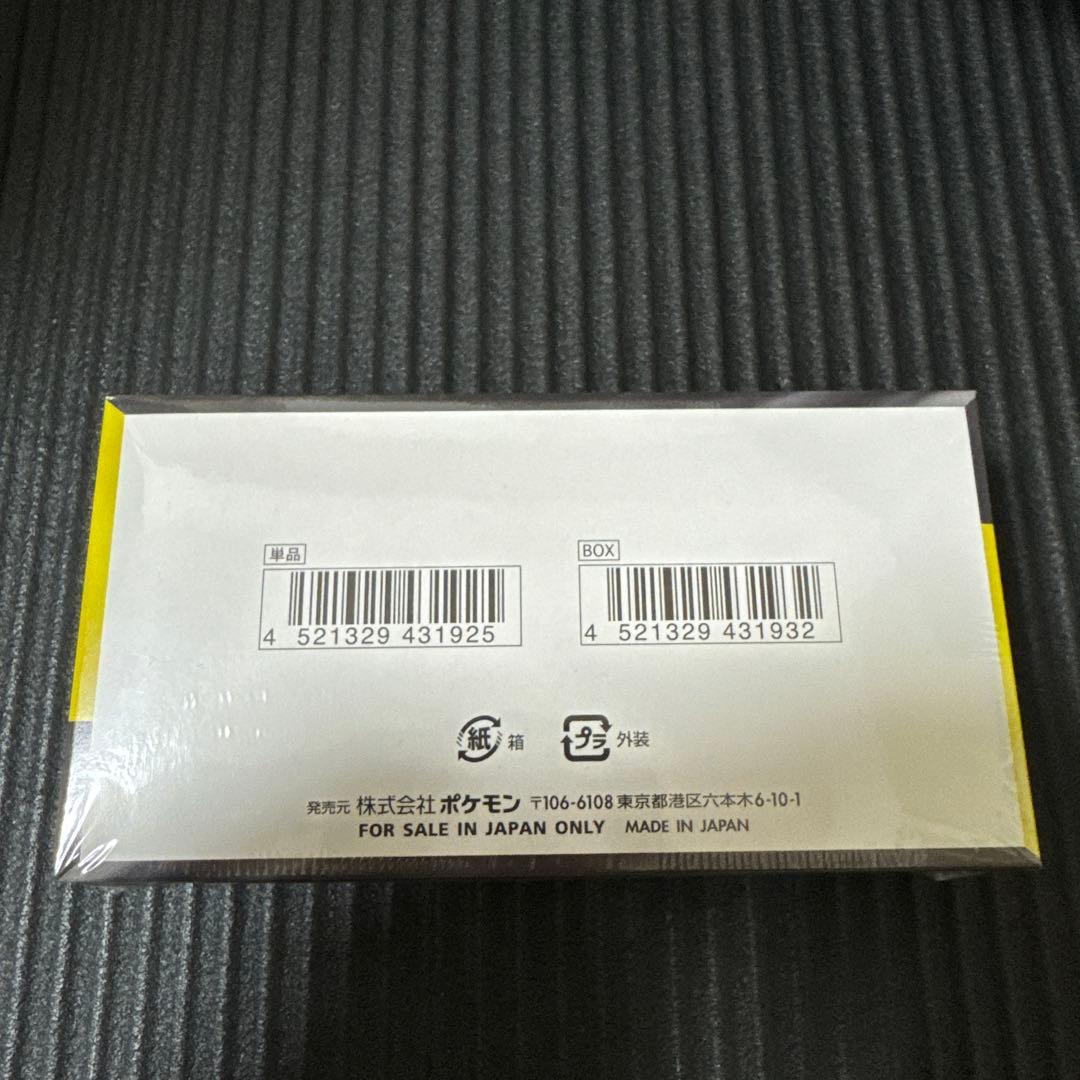 単品
BOX
4 521329 431925
4 521329 431932
紙 箱
プラ 外装
発売元 株式会社 ポケモン 〒106-6108 東京都港区六本木6-10-1
FOR SALE IN JAPAN ONLY MADE IN JAPAN